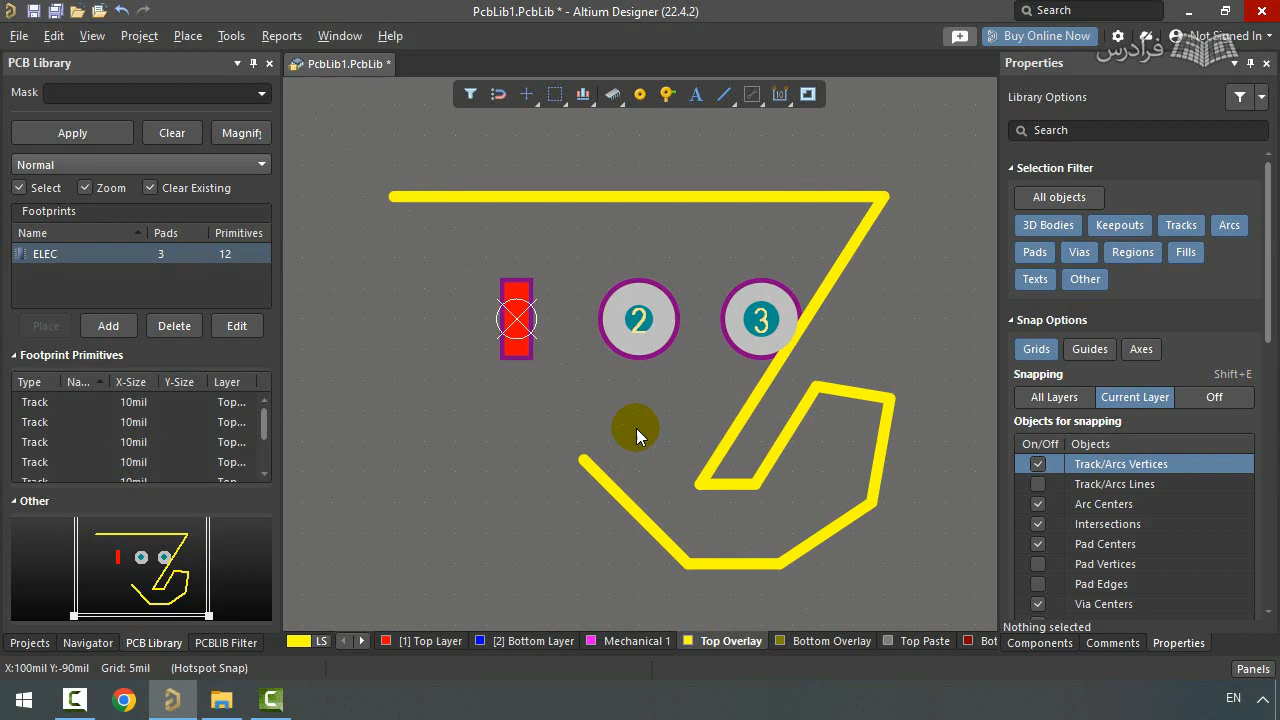 PcbLib1.PcbLib * - Altium Designer (22.4.2)
Search
File Edit View Project Place Tools Reports Window Help
Buy Online Now
Not Signed In
فرادرس
PCB Library
PcbLib1.PcbLib *
Properties
Mask
Library Options
Apply Clear Magnify
Search
Normal
Select Zoom Clear Existing
Selection Filter
All objects
Footprints
Name Pads Primitives
ELEC 3 12
3D Bodies Keepouts Tracks Arcs
Pads Vias Regions Fills
Texts Other
2 3
Place Add Delete Edit
Snap Options
Grids Guides Axes
Footprint Primitives
Type Na... X-Size Y-Size Layer
Track 10mil Top...
Track 10mil Top...
Track 10mil Top...
Track 10mil Top...
Snapping Shift+E
All Layers Current Layer Off
Objects for snapping
On/Off Objects
Track/Arcs Vertices
Track/Arcs Lines
Arc Centers
Intersections
Pad Centers
Pad Vertices
Pad Edges
Via Centers
Other
Nothing selected
Projects Navigator PCB Library PCBLIB Filter
LS [1] Top Layer [2] Bottom Layer Mechanical 1 Top Overlay Bottom Overlay Top Paste Bot
Components Comments Properties
X:100mil Y:-90mil Grid: 5mil (Hotspot Snap)
Panels
EN